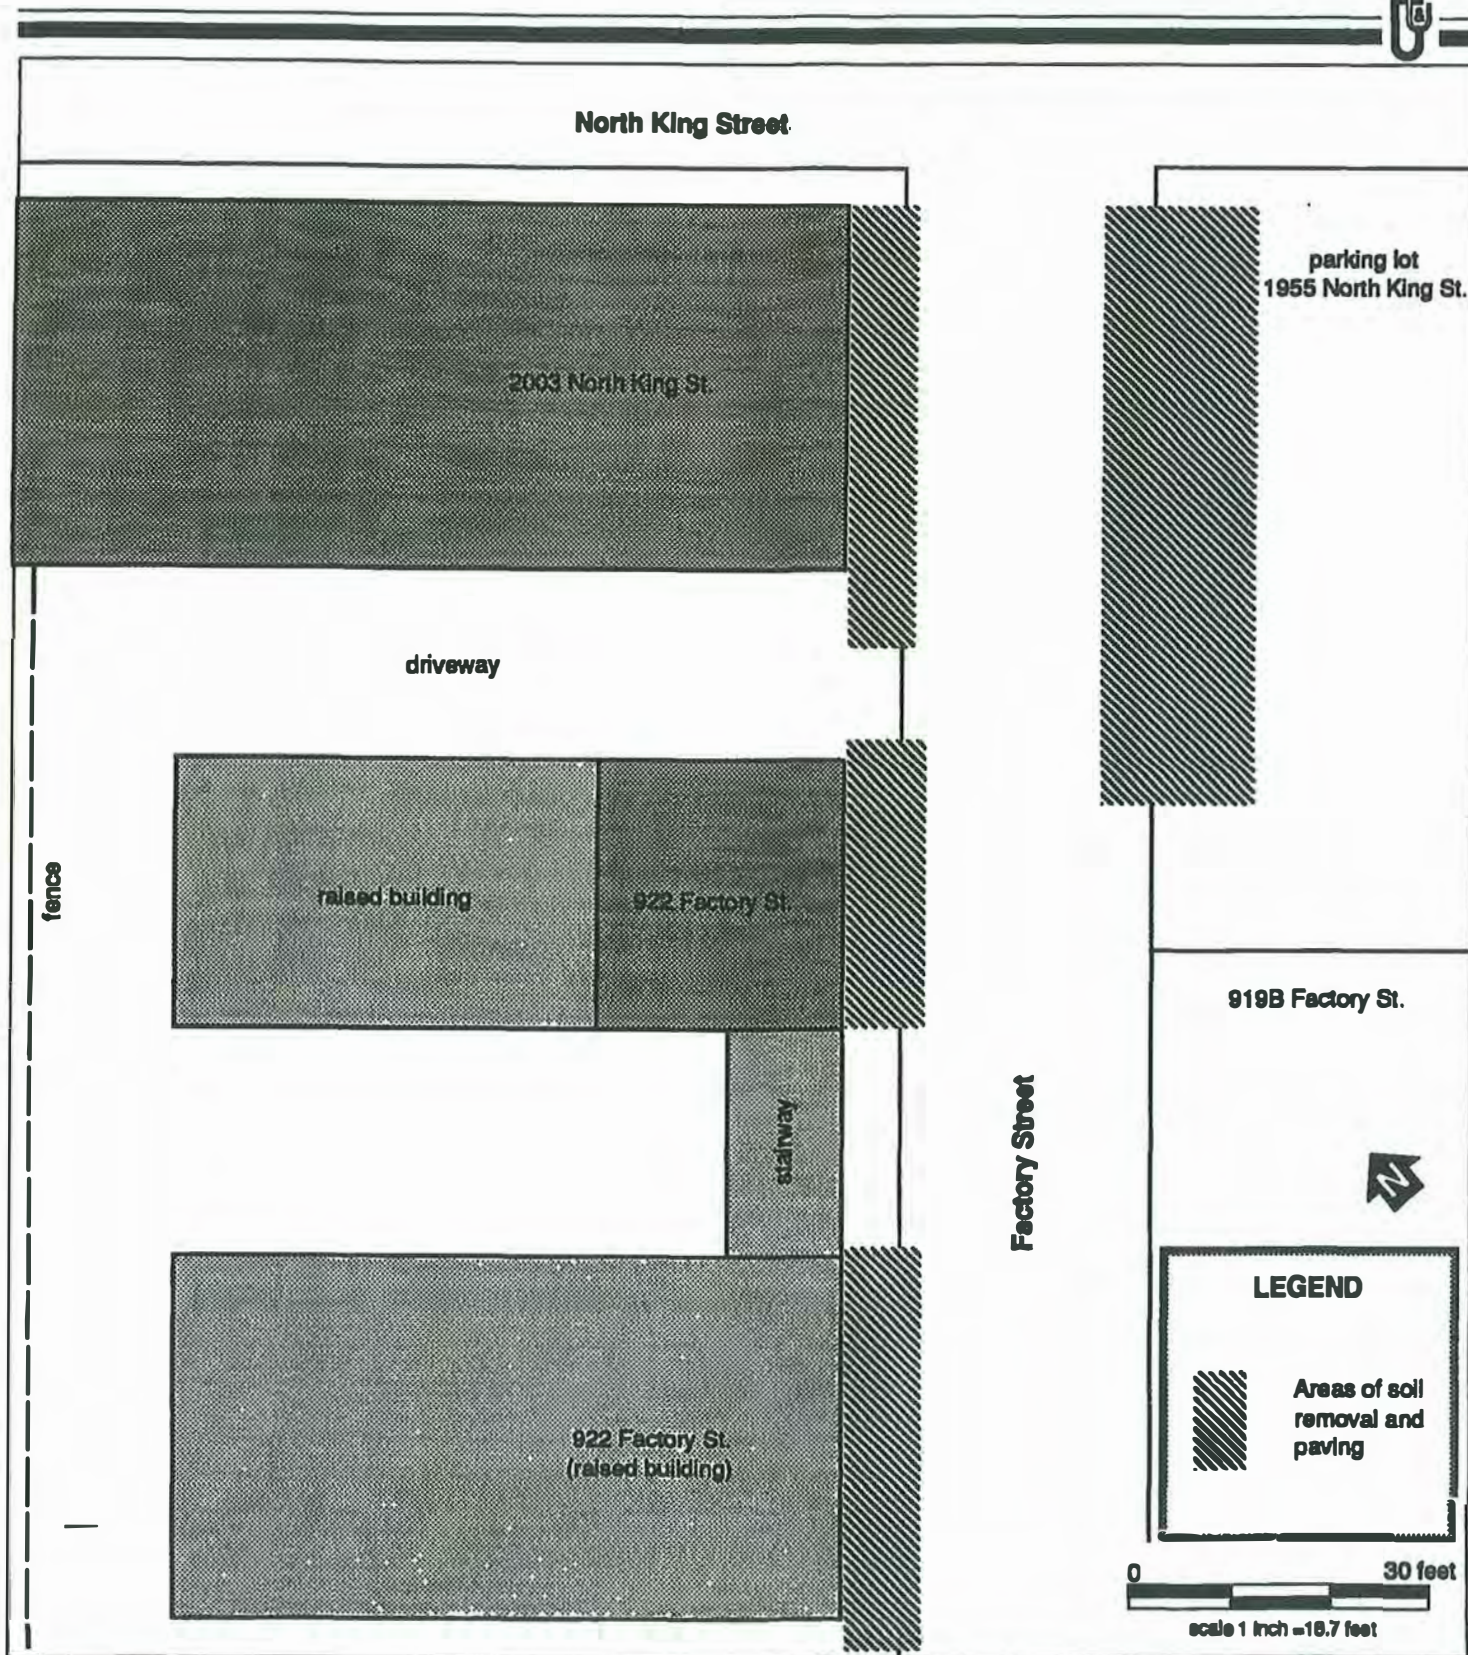 North King Street
parking lot
1955 North King St.
2003 North King St.
driveway
fence
raised building
922 Factory St.
919B Factory St.
stairway
Factory Street
N
LEGEND
Areas of soil
removal and
paving
922 Factory St.
(raised building)
0 30 feet
scale 1 inch =16.7 feet